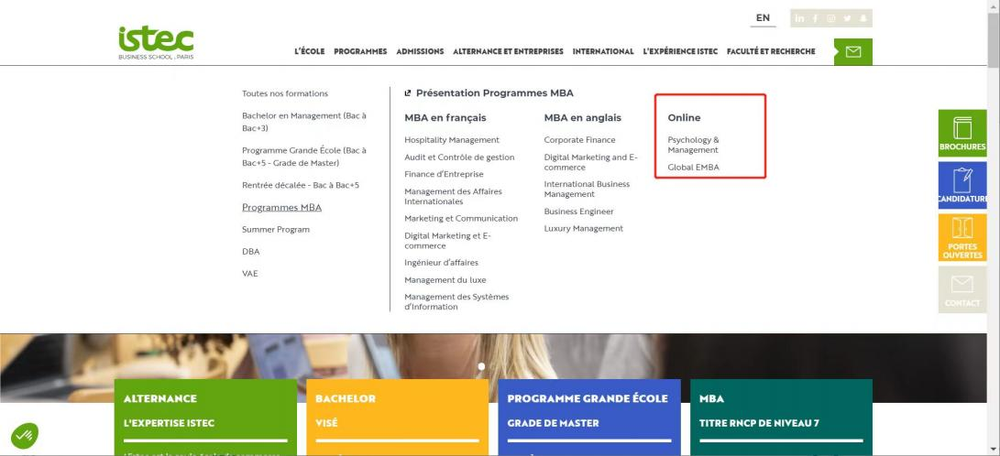 EN
istec
BUSINESS SCHOOL . PARIS
L'ÉCOLE PROGRAMMES ADMISSIONS ALTERNANCE ET ENTREPRISES INTERNATIONAL L'EXPÉRIENCE ISTEC FACULTÉ ET RECHERCHE
Toutes nos formations
Bachelor en Management (Bac à
Bac+3)
Programme Grande École (Bac à
Bac+5 - Grade de Master)
Rentrée décalée - Bac à Bac+5
Programmes MBA
Summer Program
DBA
VAE
Présentation Programmes MBA
MBA en français
Hospitality Management
Audit et Contrôle de gestion
Finance d'Entreprise
Management des Affaires
Internationales
Marketing et Communication
Digital Marketing et E-
commerce
Ingénieur d'affaires
Management du luxe
Management des Systèmes
d'Information
MBA en anglais
Corporate Finance
Digital Marketing and E-
commerce
International Business
Management
Business Engineer
Luxury Management
Online
Psychology &
Management
Global EMBA
BROCHURES
CANDIDATURE
PORTES
OUVERTES
CONTACT
ALTERNANCE
L'EXPERTISE ISTEC
BACHELOR
VISÉ
PROGRAMME GRANDE ÉCOLE
GRADE DE MASTER
MBA
TITRE RNCP DE NIVEAU 7